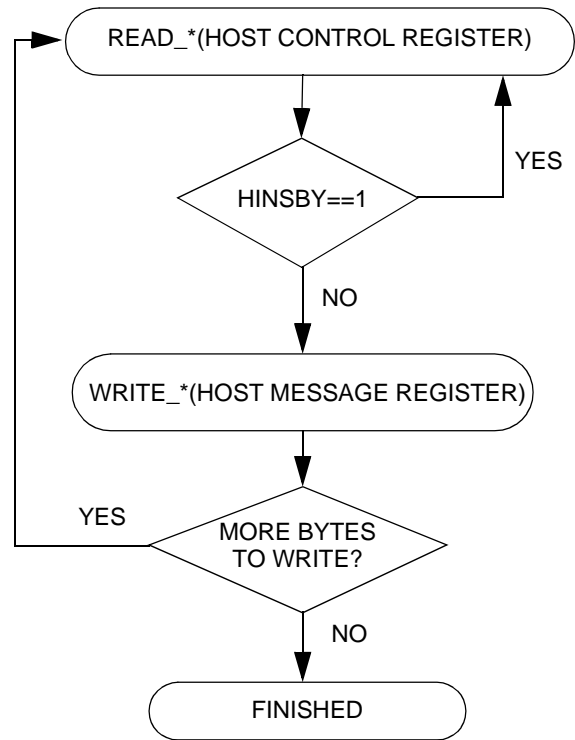 READ_*(HOST CONTROL REGISTER)
YES
HINSBY==1
NO
WRITE_*(HOST MESSAGE REGISTER)
YES
MORE BYTES
TO WRITE?
NO
FINISHED